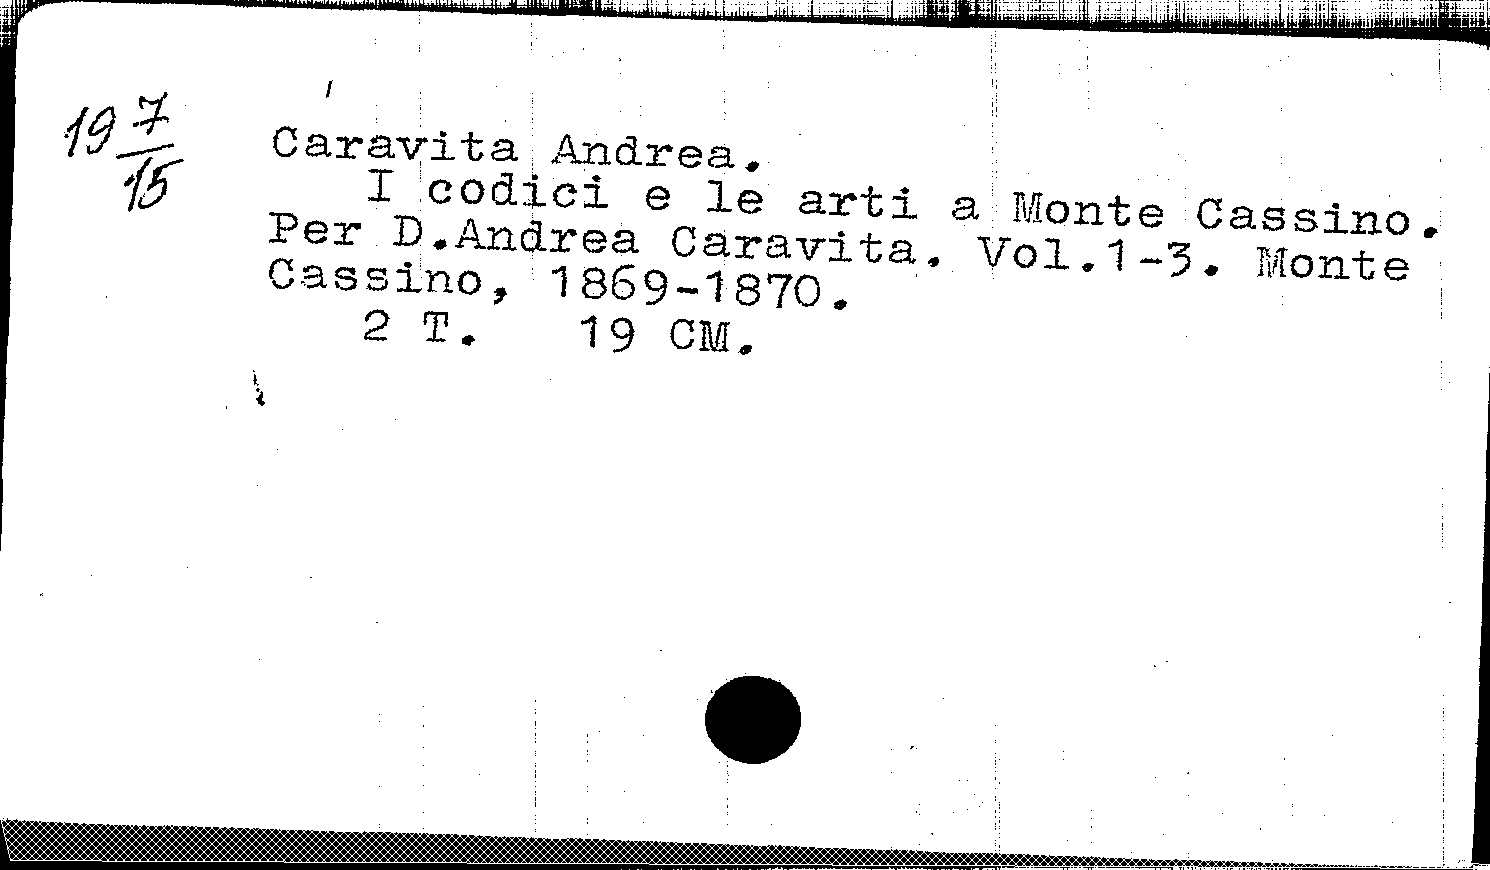 19 7/15
Caravita Andrea.
I codici e le arti a Monte Cassino.
Per D.Andrea Caravita. Vol.1-3. Monte
Cassino, 1869-1870.
2 T. 19 CM.